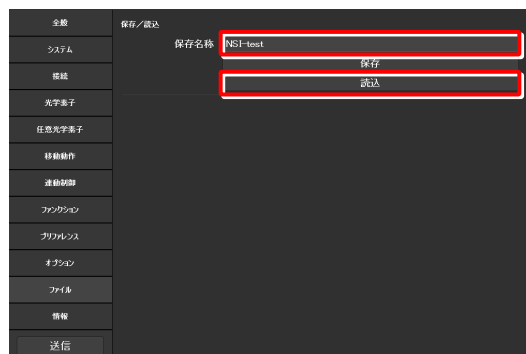 全般
システム
接続
光学素子
任意光学素子
移動動作
連動制御
ファンクション
プリファレンス
オプション
ファイル
情報
送信
保存／読込
保存名称 NSI-test
保存
読込